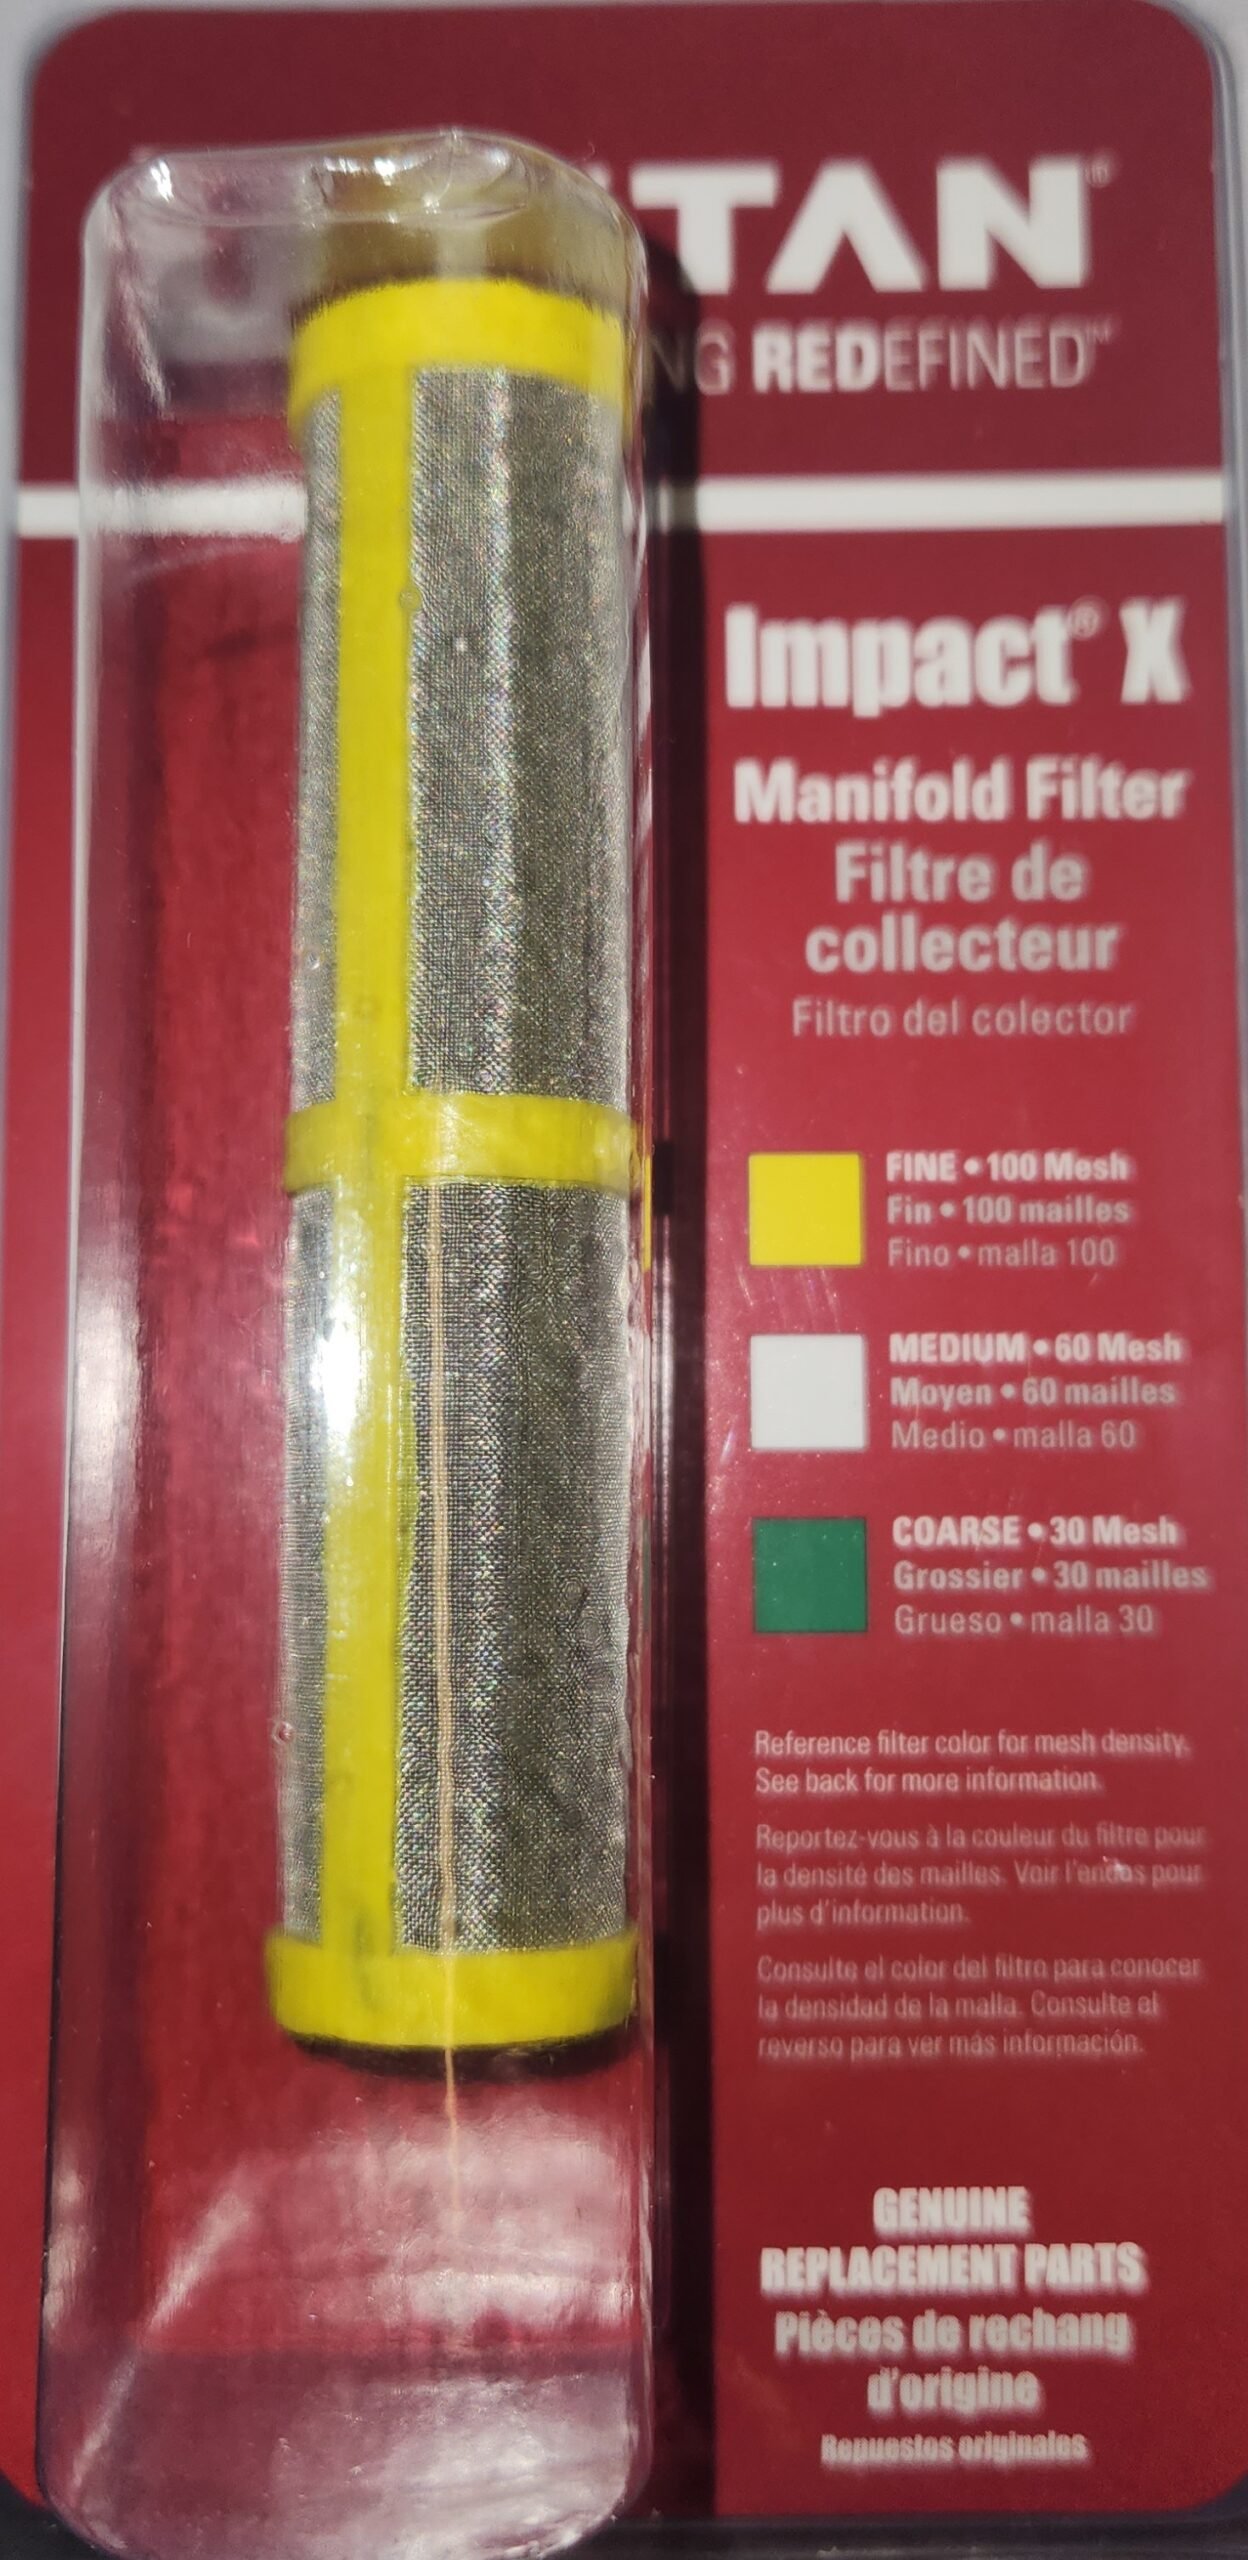 TAN®
NG REDEFINED™
Impact® X
Manifold Filter
Filtre de
collecteur
Filtro del colector
FINE • 100 Mesh
Fin • 100 mailles
Fino • malla 100
MEDIUM • 60 Mesh
Moyen • 60 mailles
Medio • malla 60
COARSE • 30 Mesh
Grossier • 30 mailles
Grueso • malla 30
Reference filter color for mesh density.
See back for more information.
Reportez-vous à la couleur du filtre pour
la densité des mailles. Voir l'endos pour
plus d'information.
Consulte el color del filtro para conocer
la densidad de la malla. Consulte el
reverso para ver más información.
GENUINE
REPLACEMENT PARTS
Pièces de rechang
d'origine
Repuestos originales